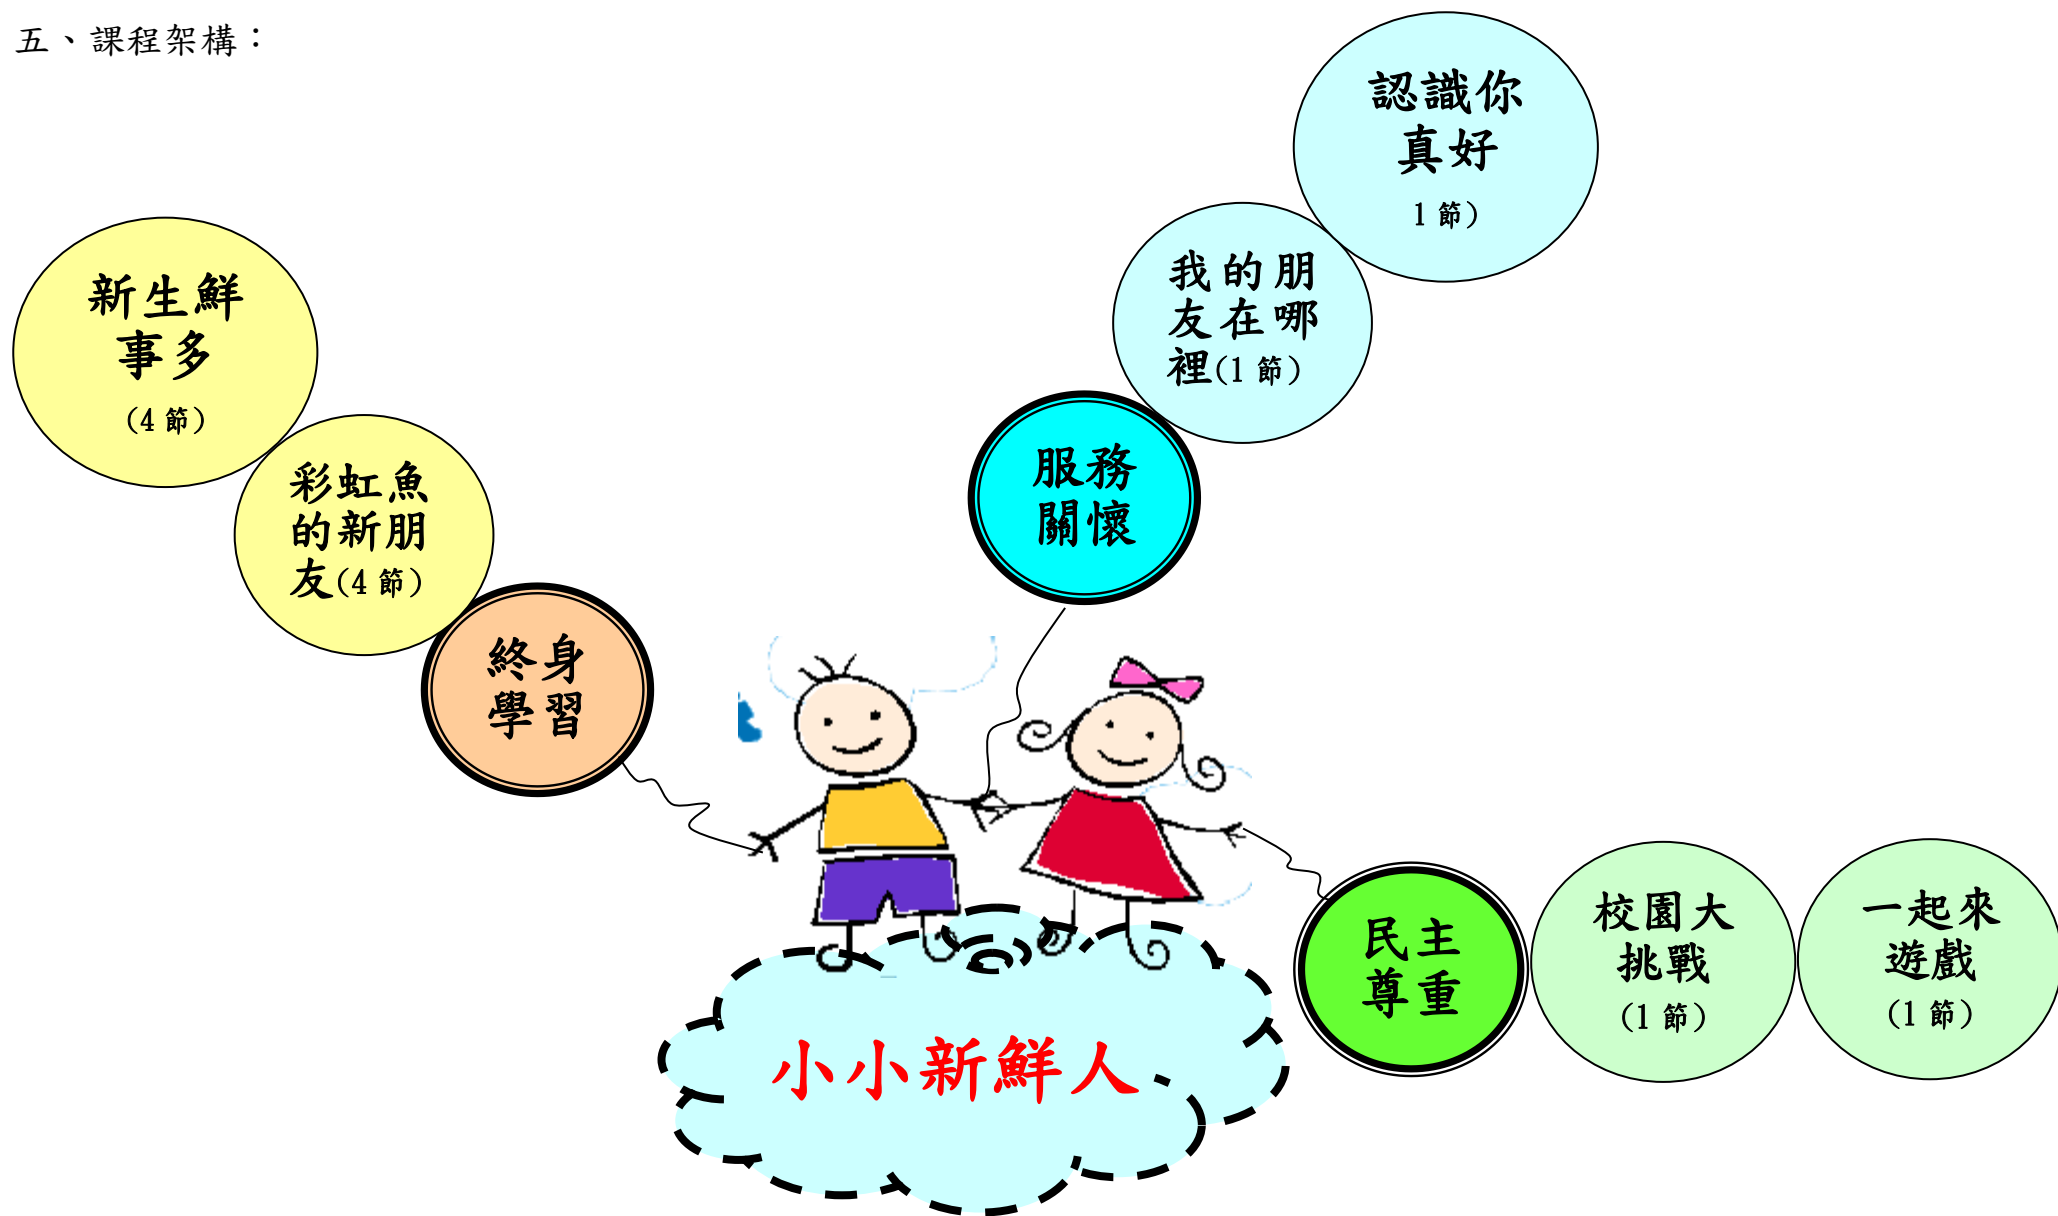 五、課程架構：
認識你
真好
1 節)
我的朋
友在哪
裡(1 節)
服務
關懷
新生鮮
事多
(4 節)
彩虹魚
的新朋
友(4 節)
終身
學習
民主
尊重
校園大
挑戰
(1 節)
一起來
遊戲
(1 節)
小小新鮮人